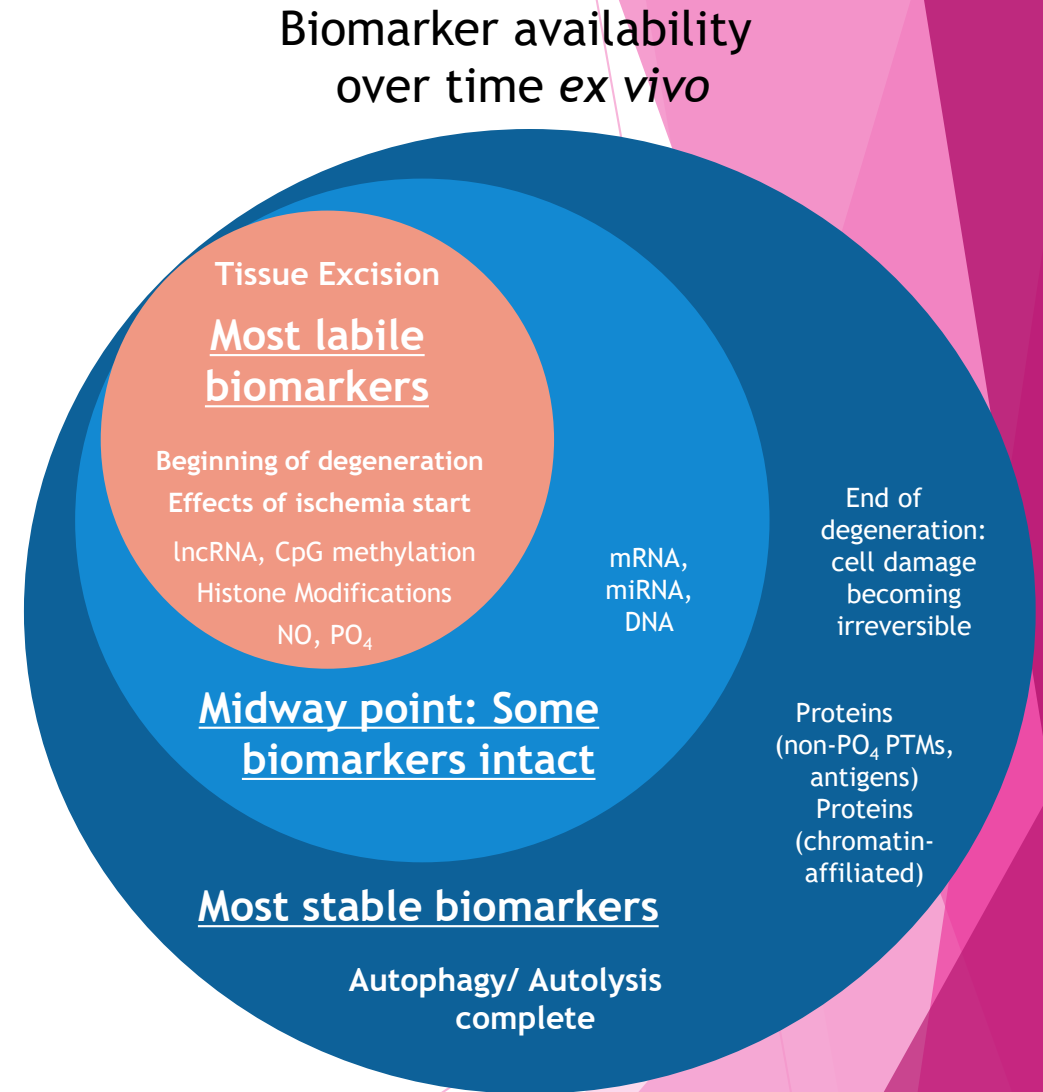 Biomarker availability
over time ex vivo
Tissue Excision
Most labile
biomarkers
Beginning of degeneration
Effects of ischemia start
lncRNA, CpG methylation
Histone Modifications
NO, PO₄
mRNA,
miRNA,
DNA
Midway point: Some
biomarkers intact
End of
degeneration:
cell damage
becoming
irreversible
Proteins
(non-PO₄ PTMs,
antigens)
Proteins
(chromatin-
affiliated)
Most stable biomarkers
Autophagy/ Autolysis
complete